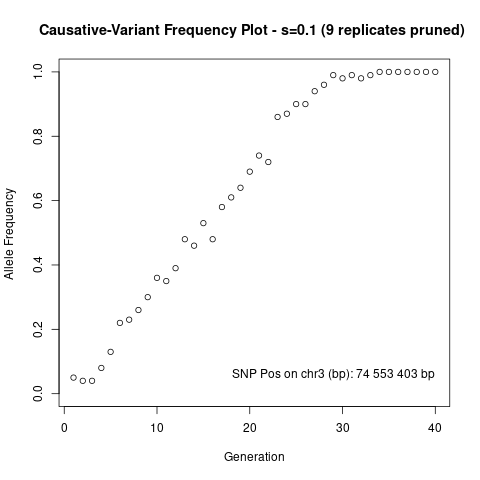 Causative-Variant Frequency Plot - s=0.1 (9 replicates pruned)
1.0
0.8
0.6
0.4
0.2
0.0
Allele Frequency
SNP Pos on chr3 (bp): 74 553 403 bp
0 10 20 30 40
Generation